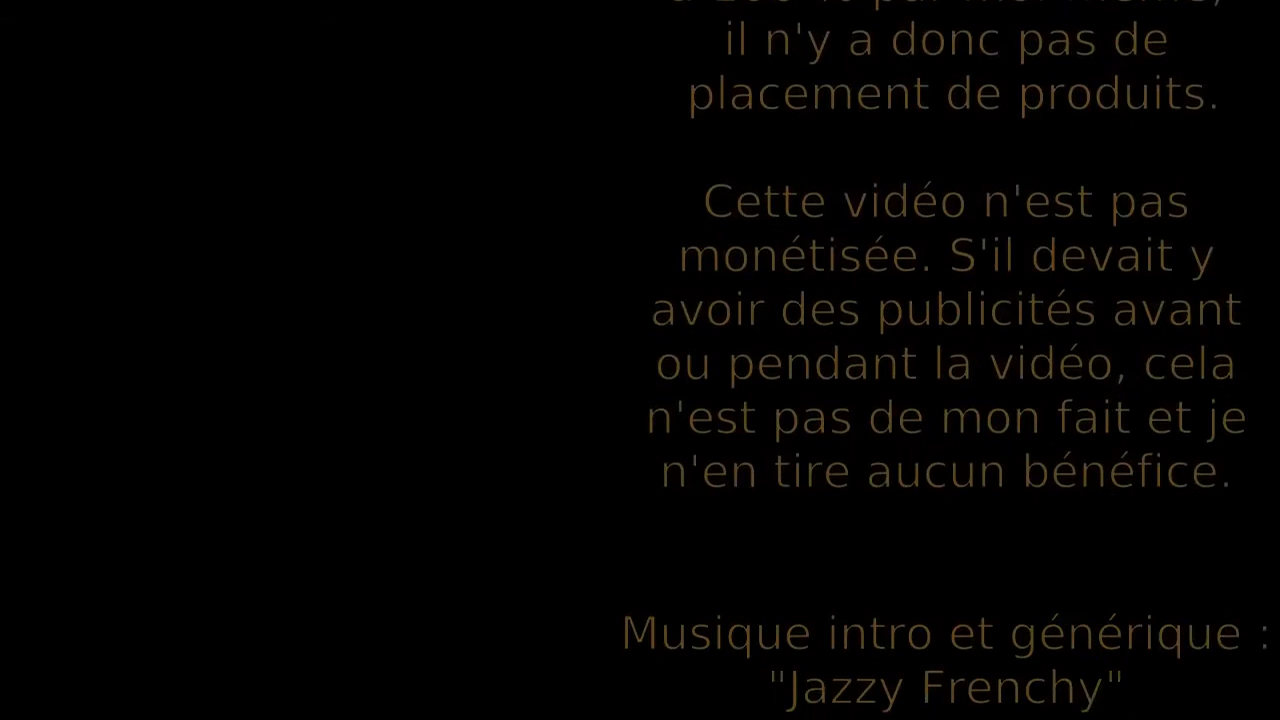 il n'y a donc pas de
placement de produits.
Cette vidéo n'est pas
monétisée. S'il devait y
avoir des publicités avant
ou pendant la vidéo, cela
n'est pas de mon fait et je
n'en tire aucun bénéfice.
Musique intro et générique :
"Jazzy Frenchy"